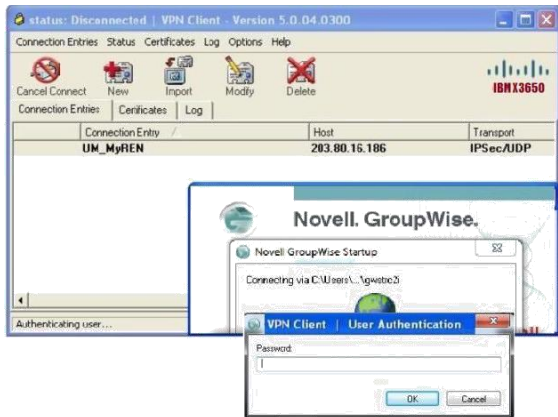 status: Disconnected | VPN Client - Version 5.0.04.0300
Connection Entries Status Certificates Log Options Help
Cancel Connect New Import Modify Delete
IBM X3650
Connection Entries Certificates Log
Connection Entry Host Transport
UM_MyREN 203.80.16.186 IPSec/UDP
Novell. GroupWise.
Novell GroupWise Startup
Connecting via C:\Users\...\gwstrc2i
Authenticating user...
VPN Client | User Authentication
Password:
OK Cancel